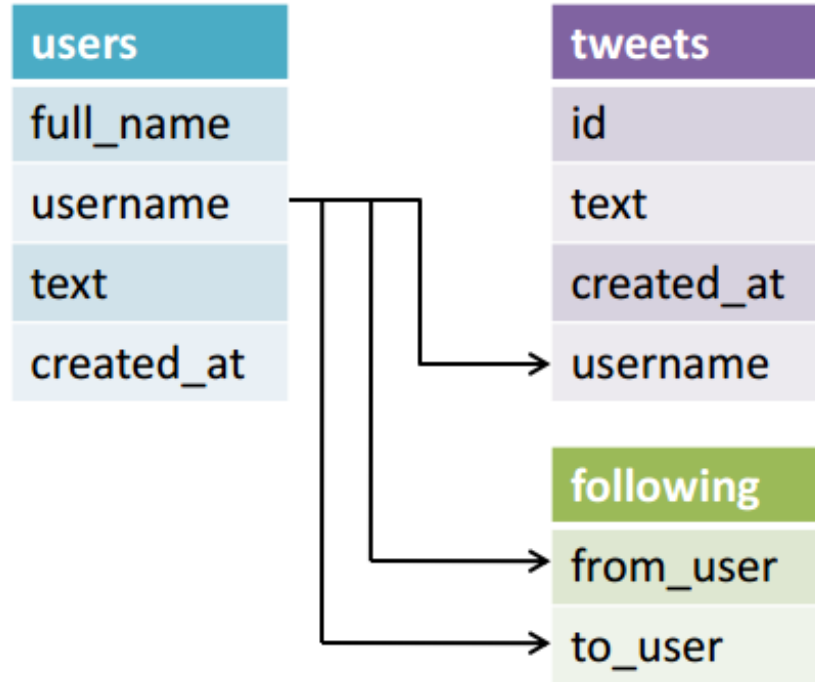 users
full_name
username
text
created_at
tweets
id
text
created_at
username
following
from_user
to_user